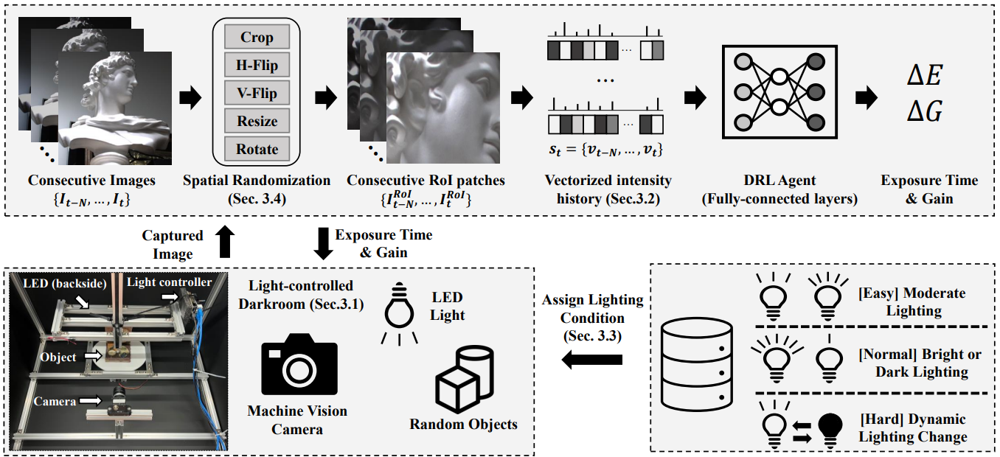 Crop
H-Flip
V-Flip
Resize
Rotate
...
...
...
...
...
s_t = {v_{t-N}, ..., v_t}
ΔE
ΔG
Consecutive Images
{I_{t-N}, ..., I_t}
Spatial Randomization
(Sec. 3.4)
Consecutive RoI patches
{I^{RoI}_{t-N}, ..., I^{RoI}_t}
Vectorized intensity
history (Sec.3.2)
DRL Agent
(Fully-connected layers)
Exposure Time
& Gain
Captured
Image
Exposure Time
& Gain
LED (backside)
Light controller
Object
Camera
Light-controlled
Darkroom (Sec.3.1)
LED
Light
Machine Vision
Camera
Random Objects
Assign Lighting
Condition
(Sec. 3.3)
[Easy] Moderate
Lighting
[Normal] Bright or
Dark Lighting
[Hard] Dynamic
Lighting Change